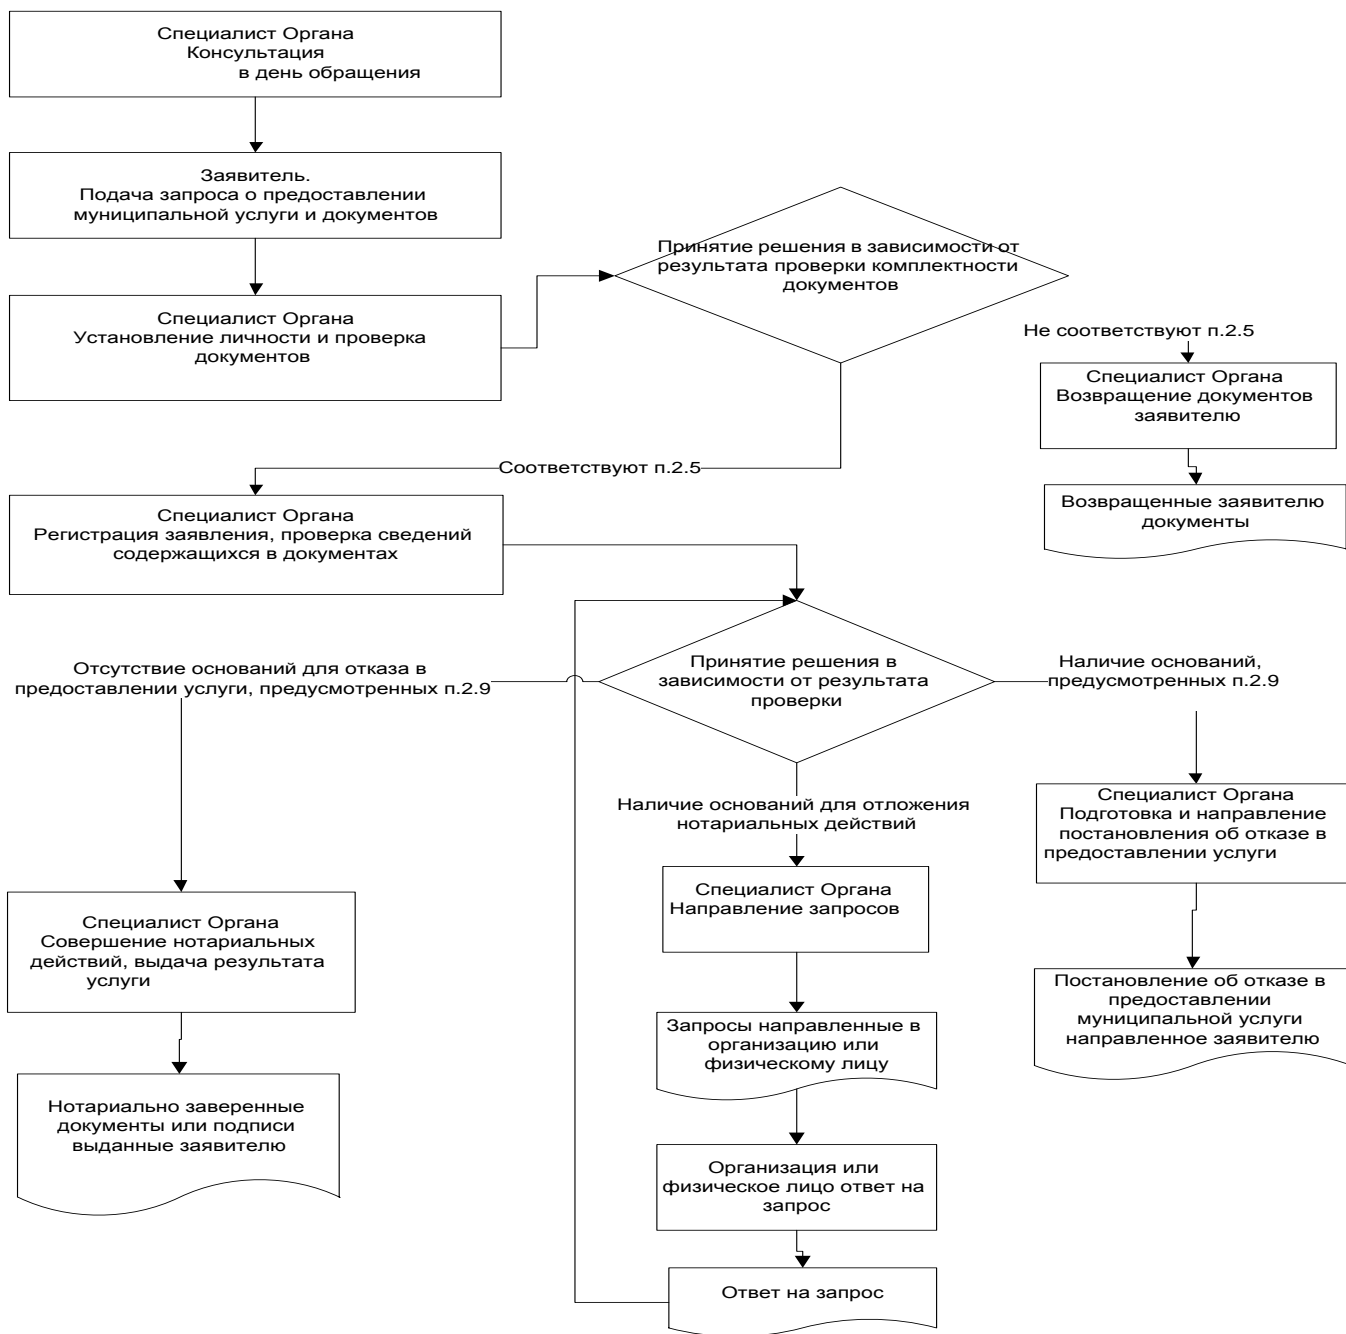 Специалист Органа
Консультация
в день обращения
Заявитель.
Подача запроса о предоставлении
муниципальной услуги и документов
Специалист Органа
Установление личности и проверка
документов
Принятие решения в зависимости от
результата проверки комплектности
документов
Не соответствуют п.2.5
Специалист Органа
Возвращение документов
заявителю
Возвращенные заявителю
документы
Соответствуют п.2.5
Специалист Органа
Регистрация заявления, проверка сведений
содержащихся в документах
Принятие решения в
зависимости от результата
проверки
Отсутствие оснований для отказа в
предоставлении услуги, предусмотренных п.2.9
Наличие оснований,
предусмотренных п.2.9
Наличие оснований для отложения
нотариальных действий
Специалист Органа
Подготовка и направление
постановления об отказе в
предоставлении услуги
Специалист Органа
Направление запросов
Специалист Органа
Совершение нотариальных
действий, выдача результата
услуги
Постановление об отказе в
предоставлении
муниципальной услуги
направленное заявителю
Запросы направленные в
организацию или
физическому лицу
Нотариально заверенные
документы или подписи
выданные заявителю
Организация или
физическое лицо ответ на
запрос
Ответ на запрос